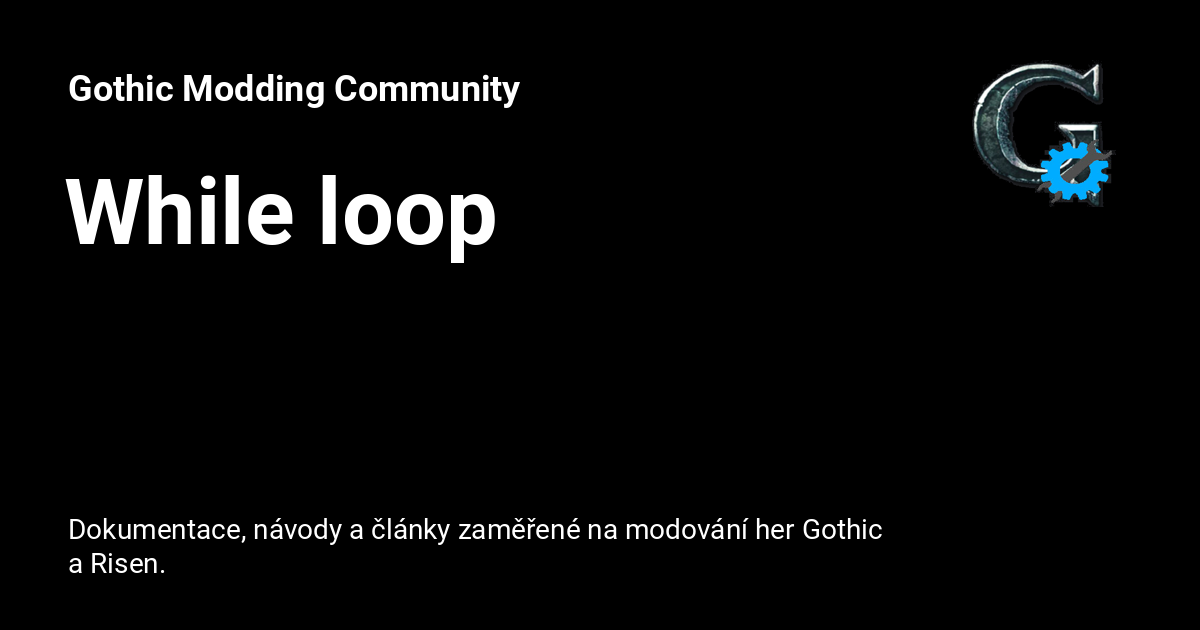 Gothic Modding Community
While loop
Dokumentace, návody a články zaměřené na modování her Gothic
a Risen.